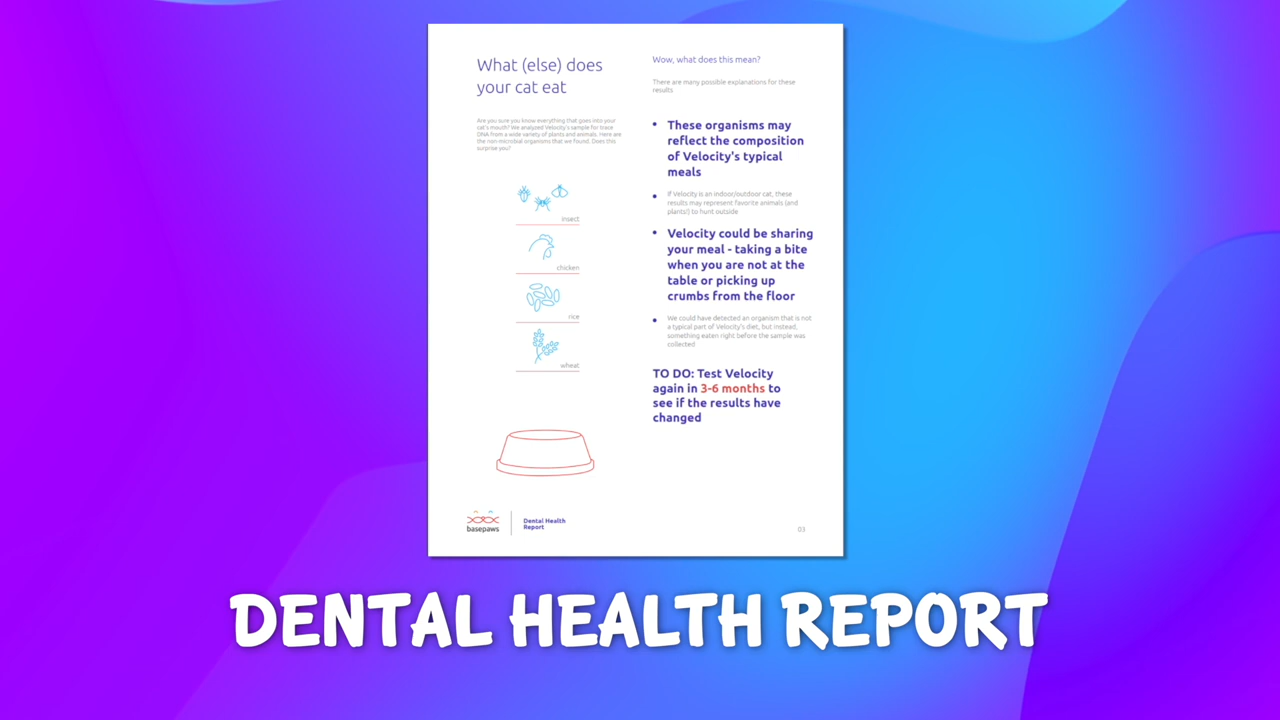 What (else) does
your cat eat
Are you sure you know everything that goes into your
cat's mouth? We analyzed Velocity's sample for trace
DNA from a wide variety of plants and animals. Here are
the non-microbial organisms that we found. Does this
surprise you?
insect
chicken
rice
wheat
basepaws
Dental Health
Report
Wow, what does this mean?
There are many possible explanations for these
results
• These organisms may
reflect the composition
of Velocity's typical
meals
• If Velocity is an indoor/outdoor cat, these
results may represent favorite animals (and
plants!) to hunt outside
• Velocity could be sharing
your meal - taking a bite
when you are not at the
table or picking up
crumbs from the floor
• We could have detected an organism that is not
a typical part of Velocity's diet, but instead,
something eaten right before the sample was
collected
TO DO: Test Velocity
again in 3-6 months to
see if the results have
changed
03
DENTAL HEALTH REPORT